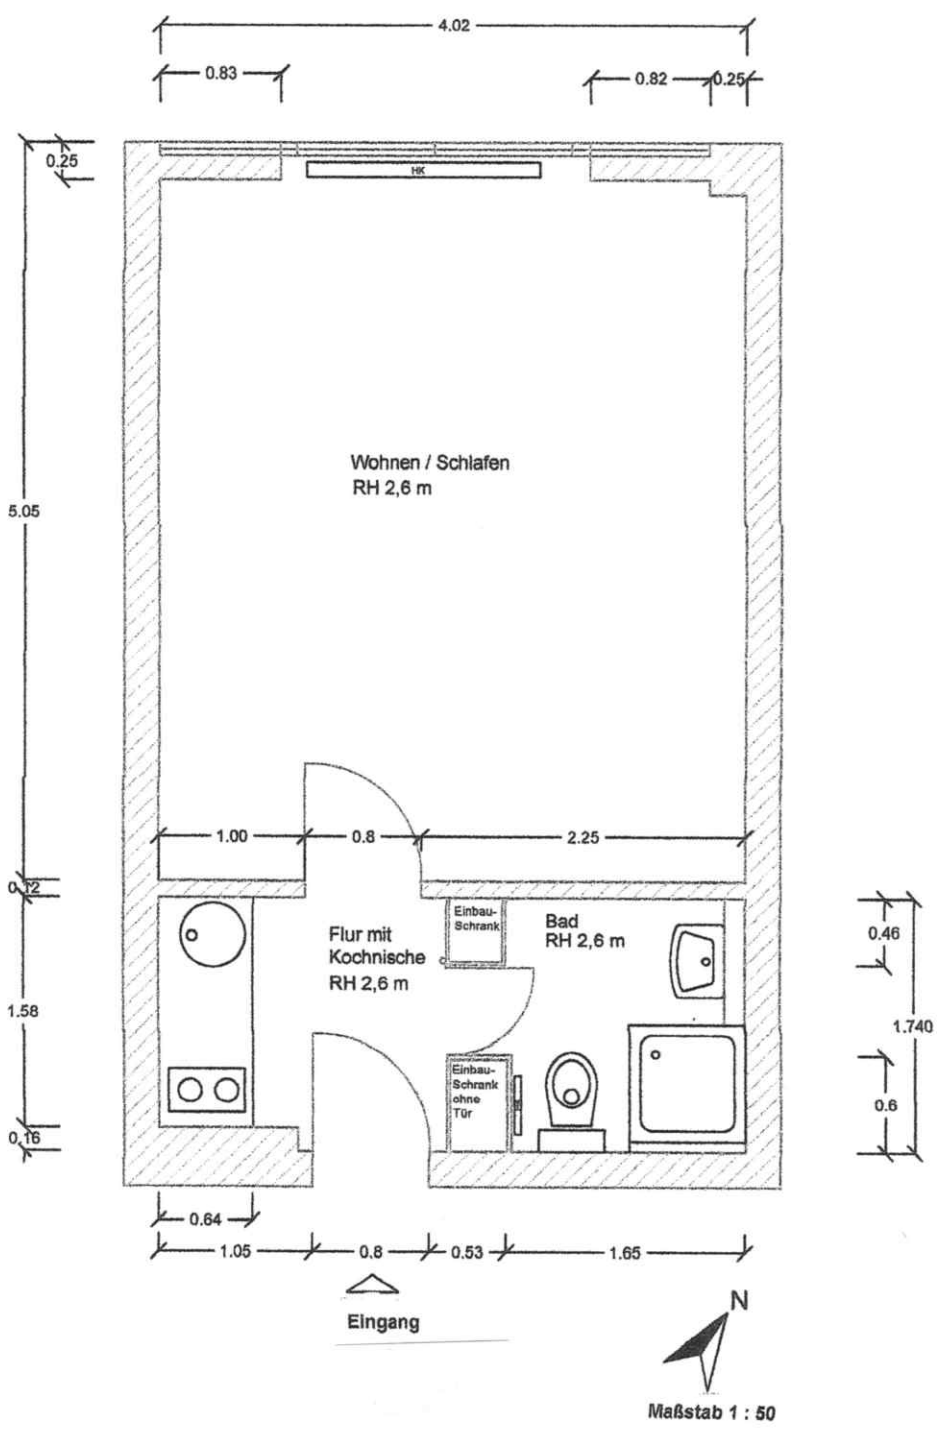 4.02
0.83
0.82
0.25
0.25
HK
Wohnen / Schlafen
RH 2,6 m
5.05
1.00
0.8
2.25
0.12
Einbau-
Schrank
Bad
RH 2,6 m
Flur mit
Kochnische
RH 2,6 m
0.46
1.58
1.740
Einbau-
Schrank
ohne
Tür
0.6
0.16
0.64
1.05
0.8
0.53
1.65
Eingang
N
Maßstab 1 : 50